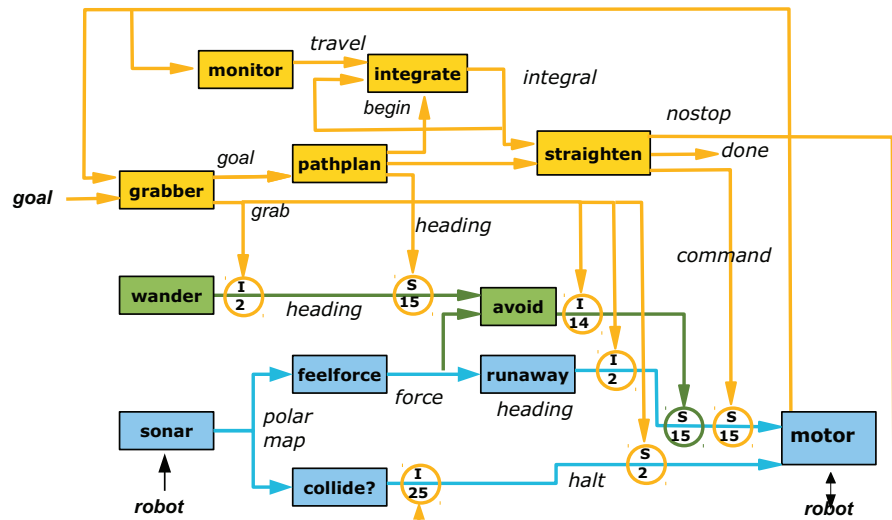 travel
monitor
integrate
integral
begin
nostop
goal
pathplan
straighten
done
grabber
goal
grab
heading
command
wander
I
2
heading
S
15
avoid
I
14
feelforce
force
runaway
heading
I
2
sonar
polar
map
S
15
S
15
motor
collide?
I
25
halt
S
2
robot
robot